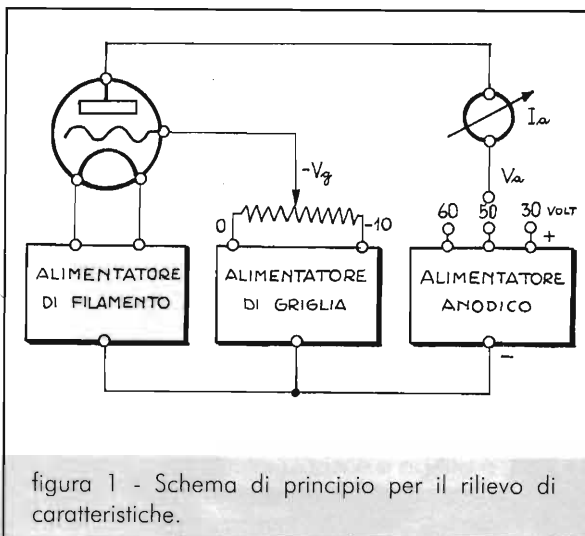 Ia
-Vg
Va
0
-10
60 50 30 VOLT
+
ALIMENTATORE
DI FILAMENTO
ALIMENTATORE
DI GRIGLIA
ALIMENTATORE
ANODICO
-
figura 1 - Schema di principio per il rilievo di
caratteristiche.